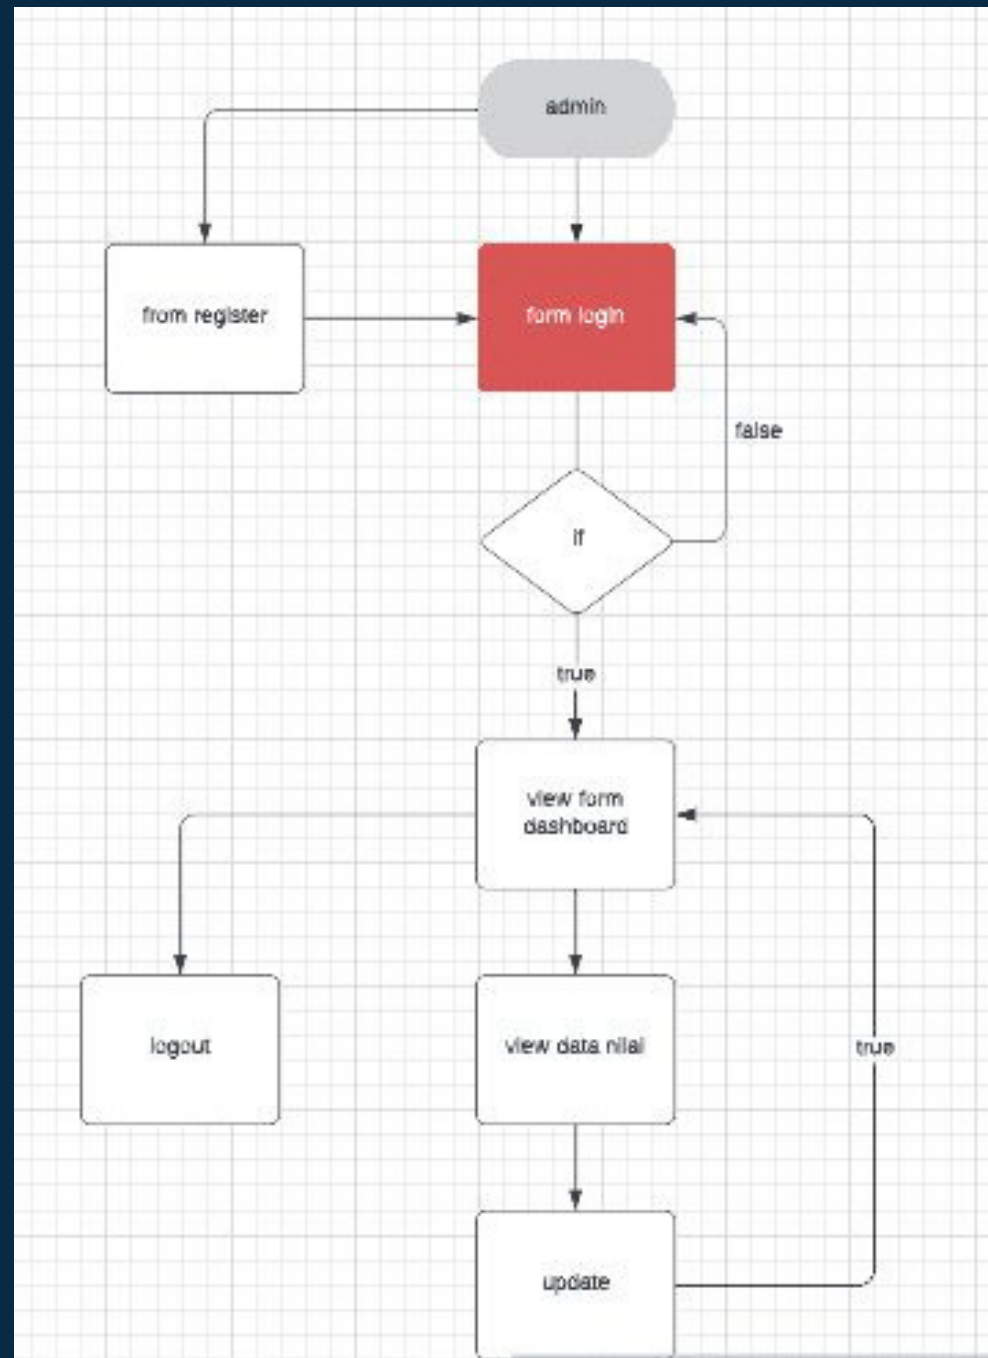 admin
from register
form login
false
if
true
view form
dashboard
logout
view data nilai
true
update